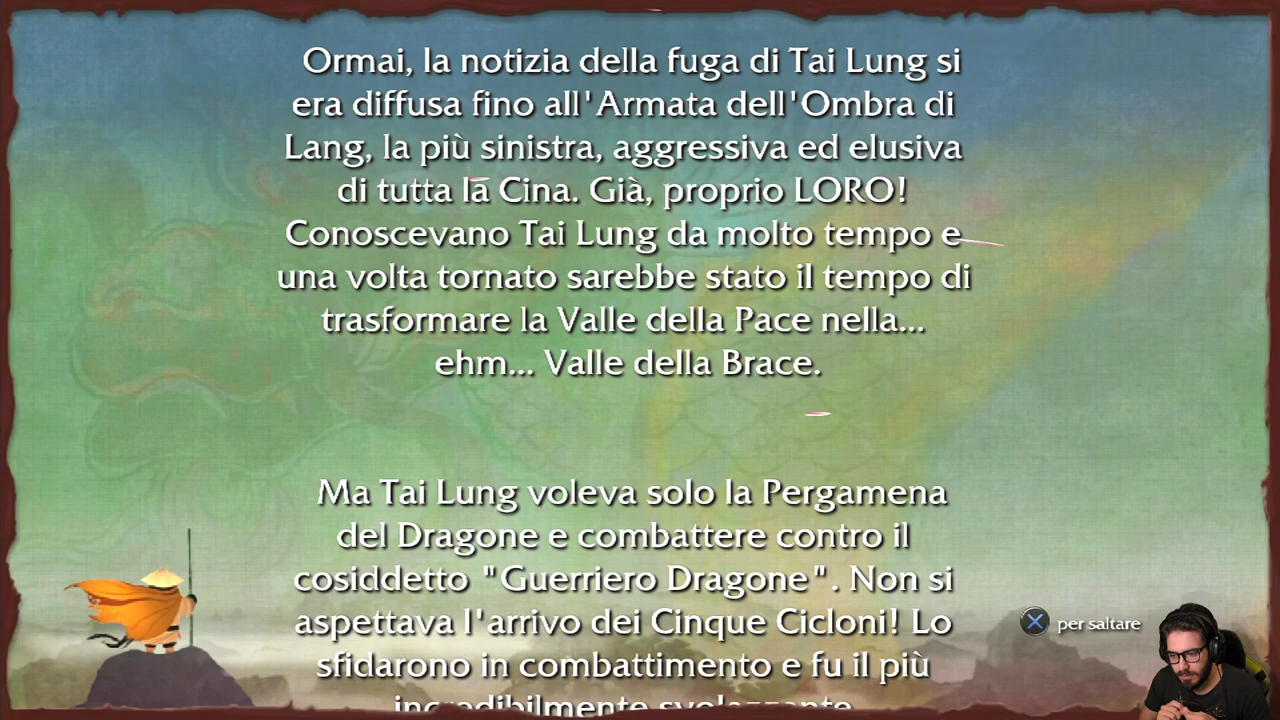 Ormai, la notizia della fuga di Tai Lung si
era diffusa fino all'Armata dell'Ombra di
Lang, la più sinistra, aggressiva ed elusiva
di tutta la Cina. Già, proprio LORO!
Conoscevano Tai Lung da molto tempo e
una volta tornato sarebbe stato il tempo di
trasformare la Valle della Pace nella...
ehm... Valle della Brace.
Ma Tai Lung voleva solo la Pergamena
del Dragone e combattere contro il
cosiddetto "Guerriero Dragone". Non si
aspettava l'arrivo dei Cinque Cicloni! Lo
sfidarono in combattimento e fu il più
incredibilmente svolazzante
per saltare